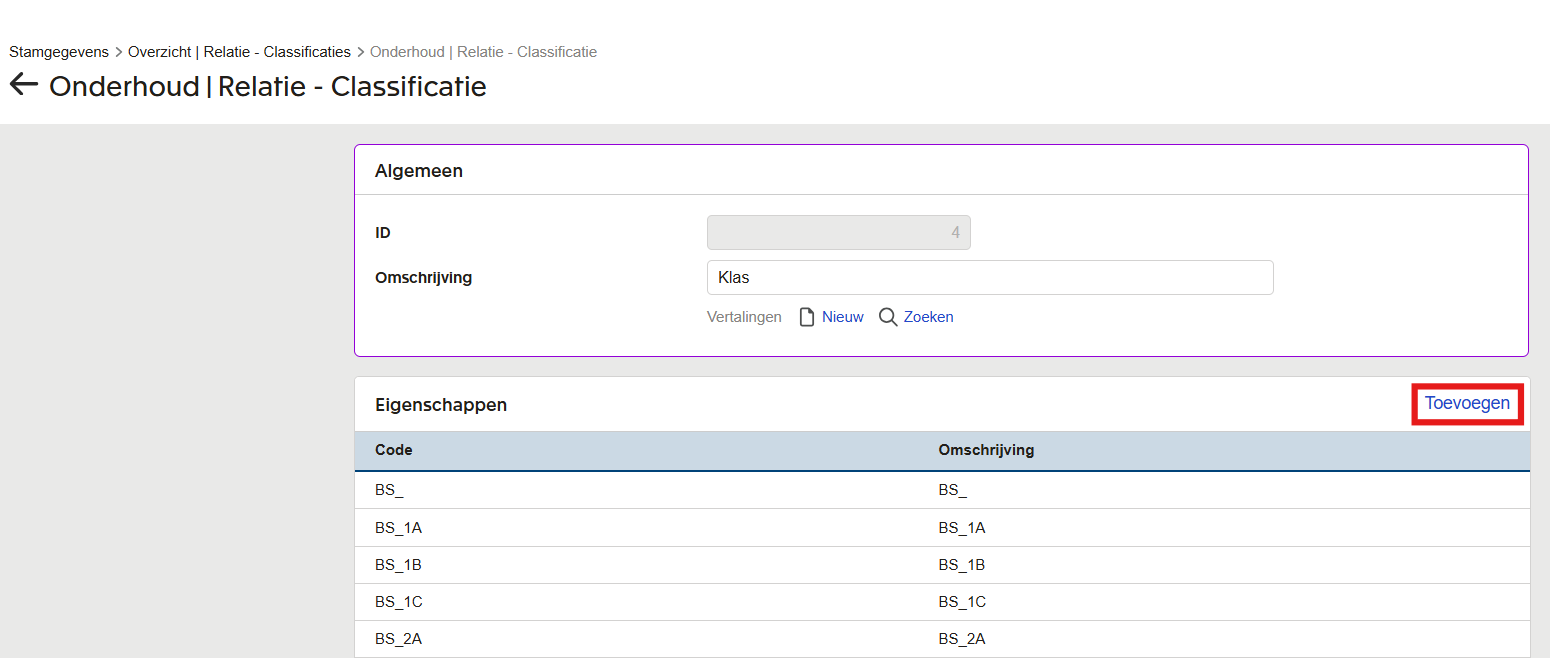 Stamgegevens > Overzicht | Relatie - Classificaties > Onderhoud | Relatie - Classificatie
Onderhoud | Relatie - Classificatie
Algemeen
ID 4
Omschrijving Klas
Vertalingen Nieuw Zoeken
Eigenschappen Toevoegen
Code Omschrijving
BS_ BS_
BS_1A BS_1A
BS_1B BS_1B
BS_1C BS_1C
BS_2A BS_2A